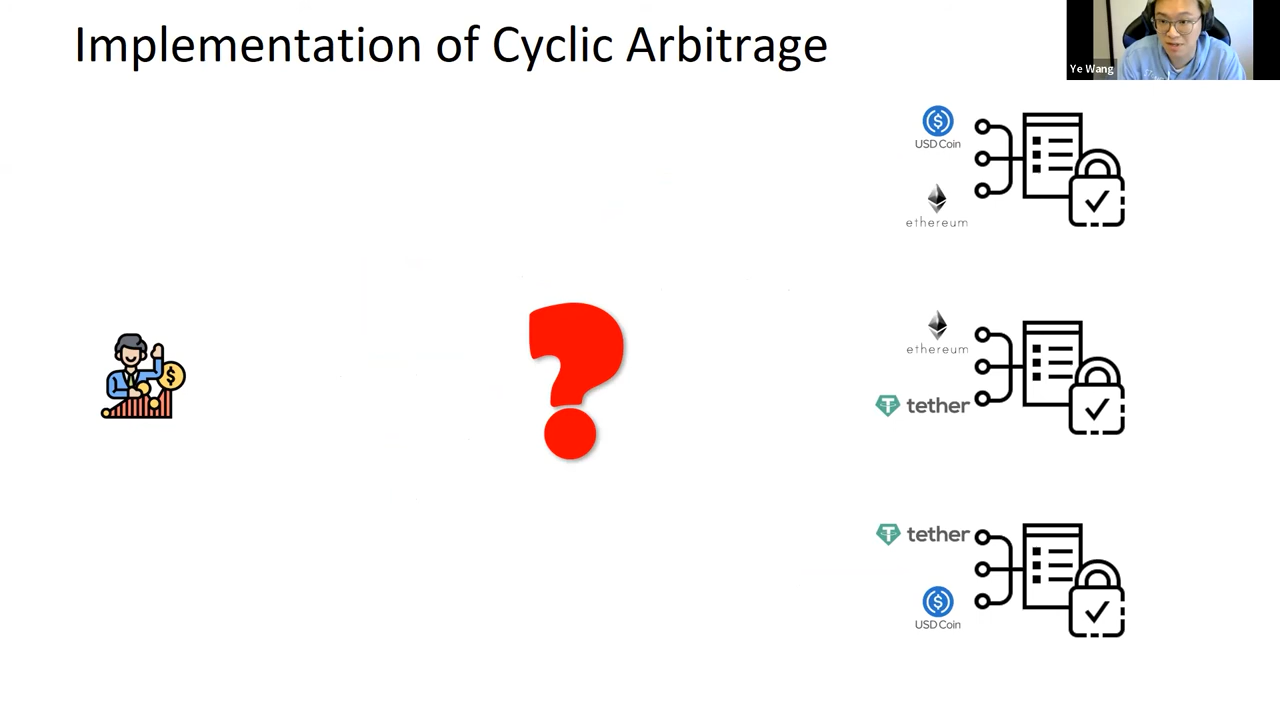 Implementation of Cyclic Arbitrage
Ye Wang
USD Coin
ethereum
ethereum
tether
tether
USD Coin